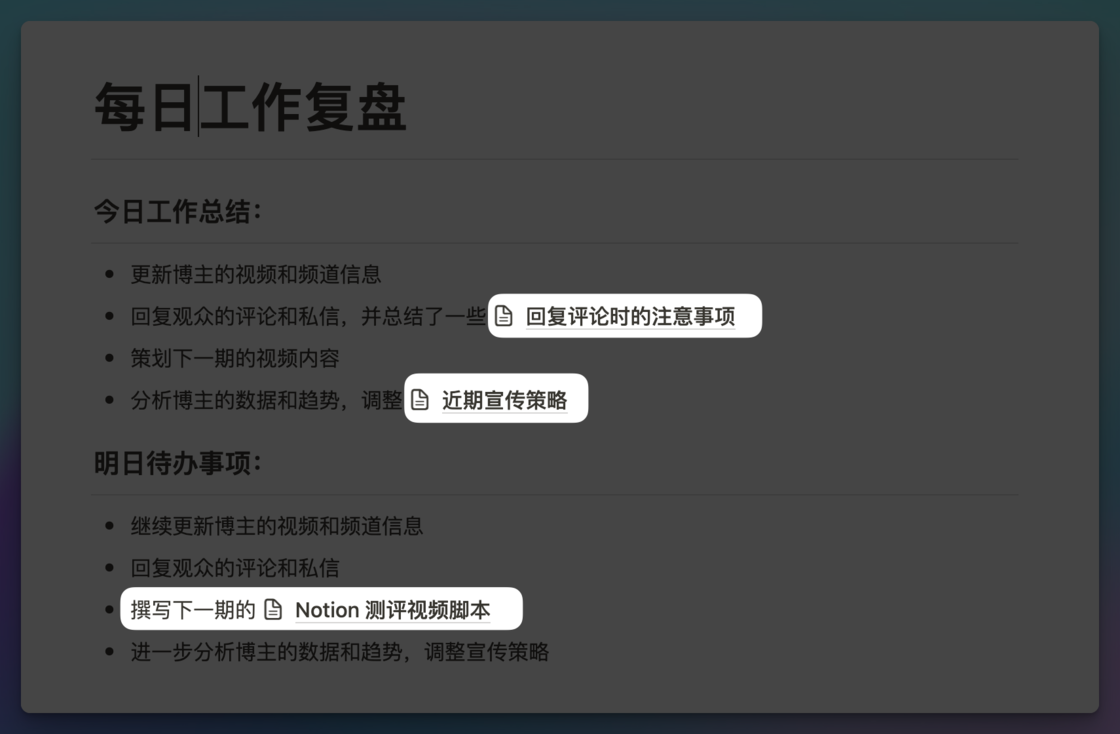 每日工作复盘
今日工作总结：
• 更新博主的视频和频道信息
• 回复观众的评论和私信，并总结了一些 回复评论时的注意事项
• 策划下一期的视频内容
• 分析博主的数据和趋势，调整 近期宣传策略
明日待办事项：
• 继续更新博主的视频和频道信息
• 回复观众的评论和私信
• 撰写下一期的 Notion 测评视频脚本
• 进一步分析博主的数据和趋势，调整宣传策略